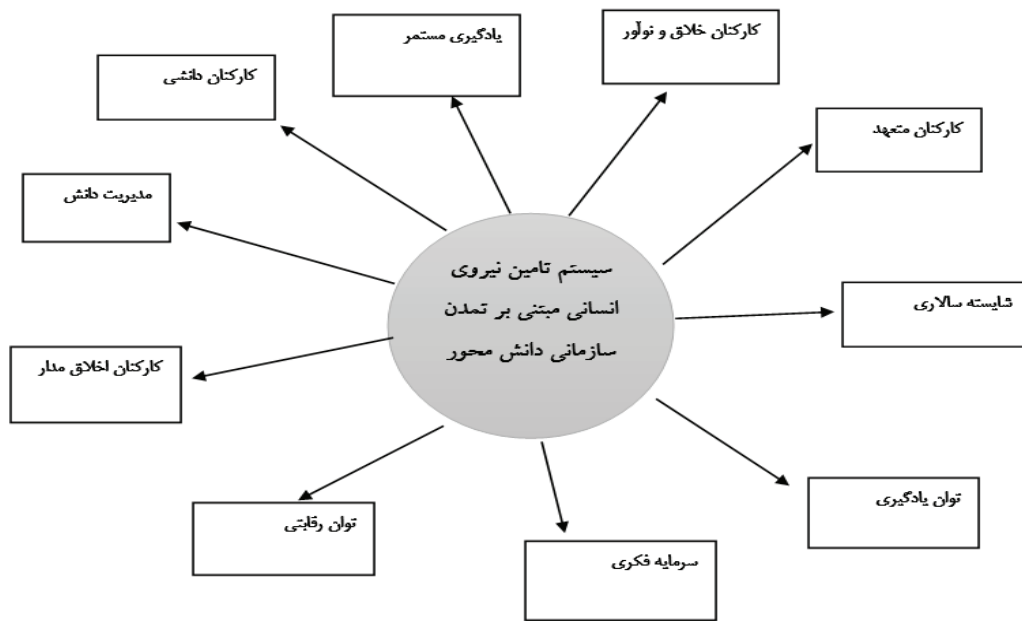 کارکنان خلاق و نوآور
یادگیری مستمر
کارکنان دانشی
کارکنان متعهد
مدیریت دانش
سیستم تامین نیروی
انسانی مبتنی بر تمدن
سازمانی دانش محور
شایسته سالاری
کارکنان اخلاق مدار
توان یادگیری
توان رقابتی
سرمایه فکری